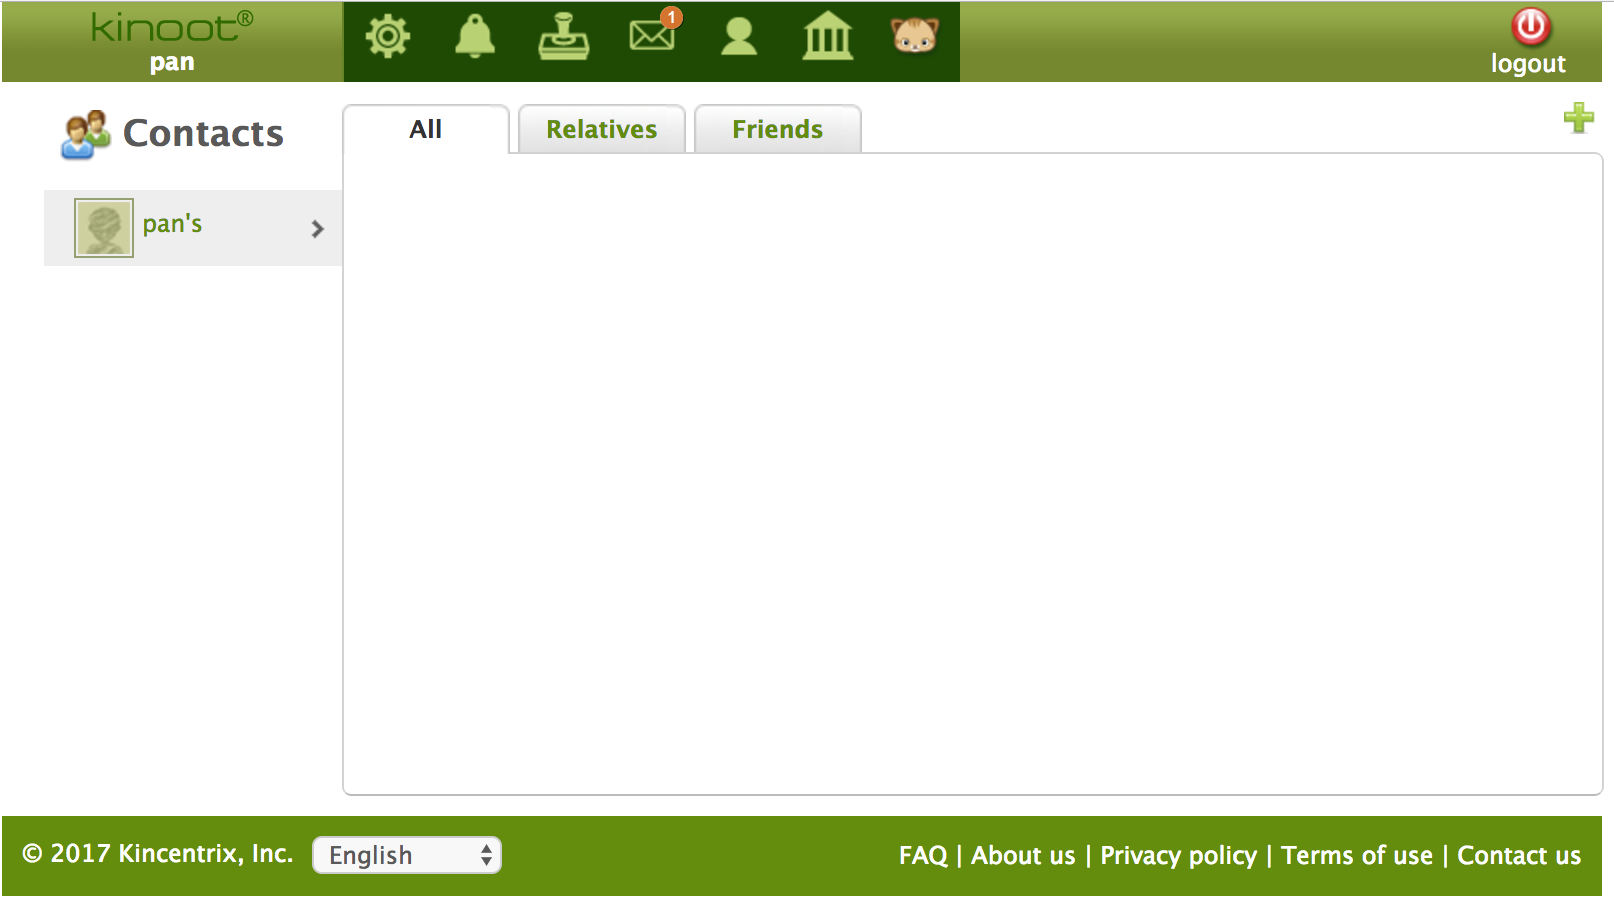 kinoot®
pan
1
logout
Contacts
All
Relatives
Friends
pan's
© 2017 Kincentrix, Inc.
English
FAQ | About us | Privacy policy | Terms of use | Contact us